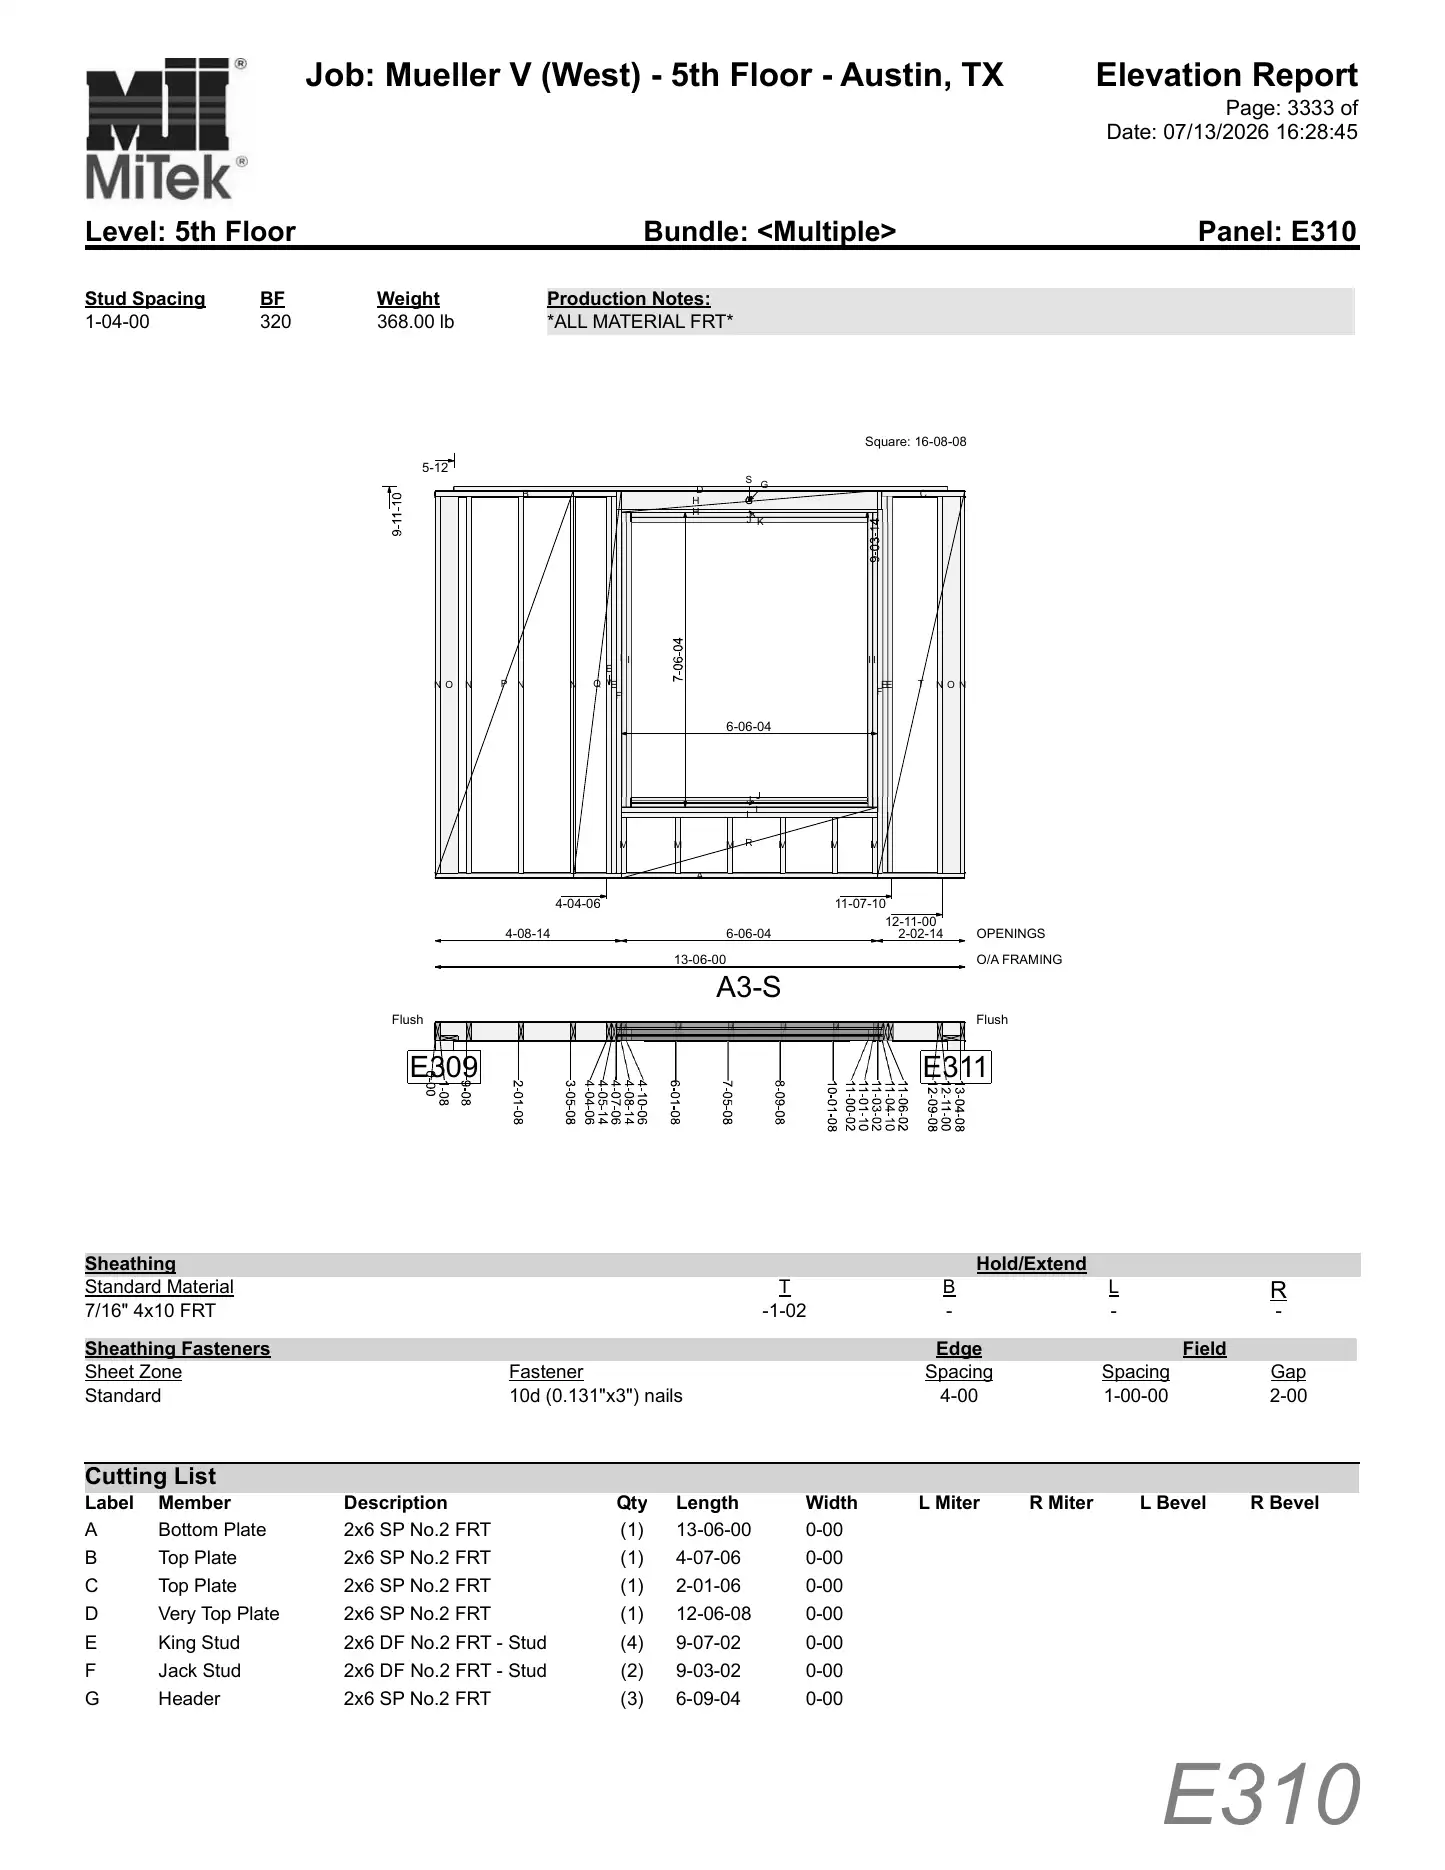 Job: Mueller V (West) - 5th Floor - Austin, TX
Elevation Report
Page: 3333 of
Date: 07/13/2026 16:28:45
MiTek®
Level: 5th Floor
Bundle: <Multiple>
Panel: E310
Stud Spacing BF Weight Production Notes:
1-04-00 320 368.00 lb *ALL MATERIAL FRT*
Square: 16-08-08
5-12
9-11-10
S
G
D
B
H
G
C
H
J K
9-03-14
7-06-04
I I
I I
E
N O N P N N Q E
F
E E
F
T N O N
6-06-04
J
J
I
L
M M M R M M M
A
4-04-06 11-07-10
12-11-00
4-08-14 6-06-04 2-02-14 OPENINGS
13-06-00 O/A FRAMING
A3-S
Flush Flush
E309 E311
0-00
1-08
9-08
2-01-08
3-05-08
4-04-06
4-05-14
4-07-06
4-08-14
4-10-06
6-01-08
7-05-08
8-09-08
10-01-08
11-00-02
11-01-10
11-03-02
11-04-10
11-06-02
12-09-08
12-11-00
13-04-08
Sheathing Hold/Extend
Standard Material T B L R
7/16" 4x10 FRT -1-02 - - -
Sheathing Fasteners Edge Field
Sheet Zone Fastener Spacing Spacing Gap
Standard 10d (0.131"x3") nails 4-00 1-00-00 2-00
Cutting List
Label Member Description Qty Length Width L Miter R Miter L Bevel R Bevel
A Bottom Plate 2x6 SP No.2 FRT (1) 13-06-00 0-00
B Top Plate 2x6 SP No.2 FRT (1) 4-07-06 0-00
C Top Plate 2x6 SP No.2 FRT (1) 2-01-06 0-00
D Very Top Plate 2x6 SP No.2 FRT (1) 12-06-08 0-00
E King Stud 2x6 DF No.2 FRT - Stud (4) 9-07-02 0-00
F Jack Stud 2x6 DF No.2 FRT - Stud (2) 9-03-02 0-00
G Header 2x6 SP No.2 FRT (3) 6-09-04 0-00
E310